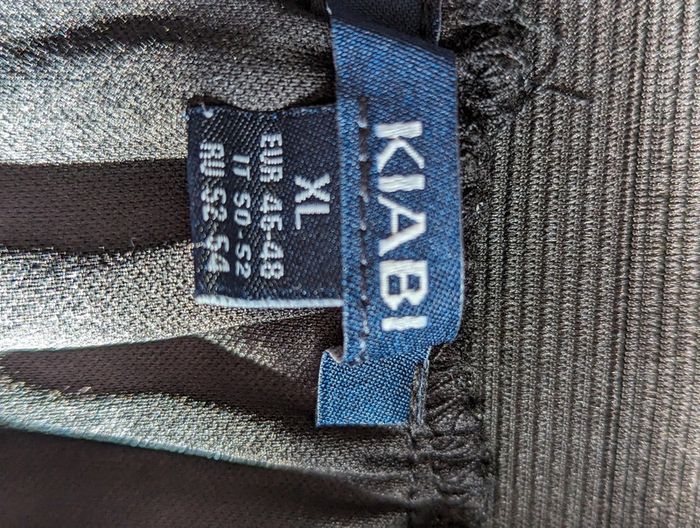 KIABI
XL
EUR 46-48
IT 50-52
RU 52-54